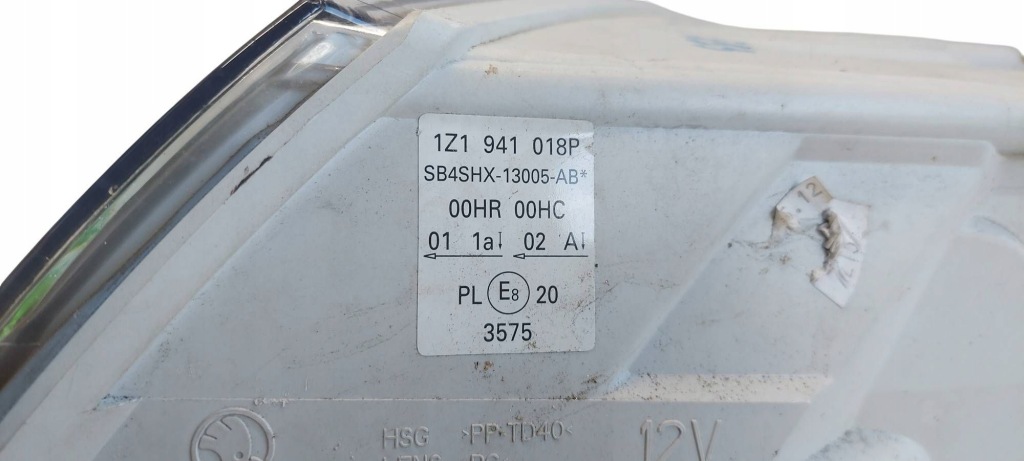 1Z1 941 018P
SB4SHX-13005-AB*
00HR 00HC
01 1a 02 A
PL E8 20
3575
12
HSG >PP-TD40<
12V